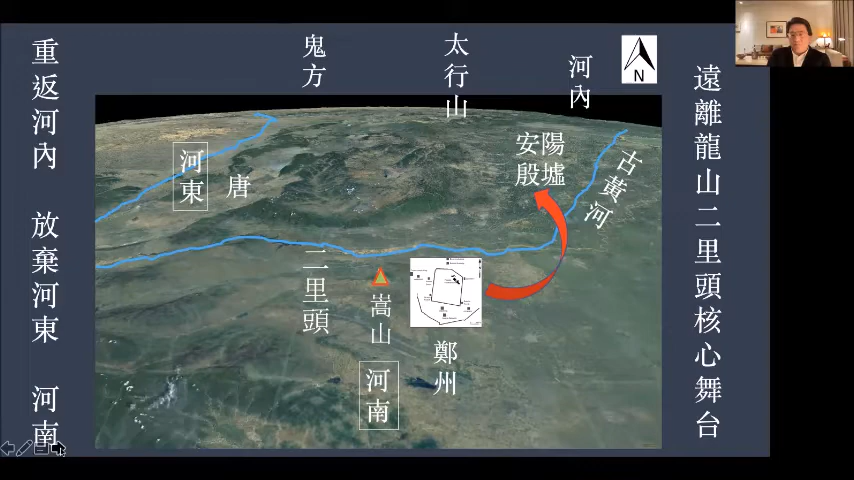 遠離龍山二里頭核心舞台
河內
太行山
鬼方
重返河內 放棄河東 河南
N
安陽
殷墟
古黃河
河東
唐
二里頭
嵩山
鄭州
河南